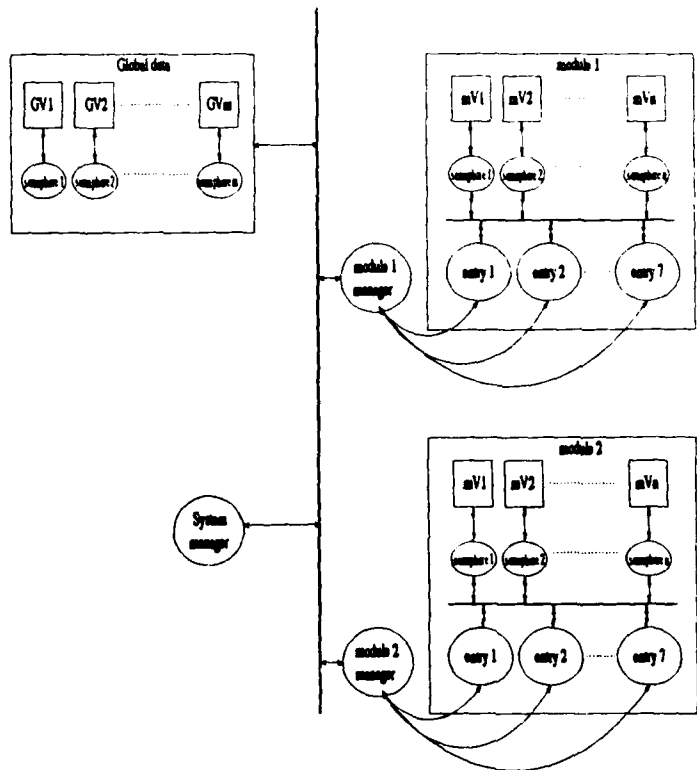 Global data
GV1
GV2
GVm
semaphore 1
semaphore 2
semaphore n
module 1
mV1
mV2
mVn
semaphore 1
semaphore 2
semaphore n
entry 1
entry 2
entry 7
module 1
manager
System
manager
module 2
mV1
mV2
mVn
semaphore 1
semaphore 2
semaphore n
entry 1
entry 2
entry 7
module 2
manager